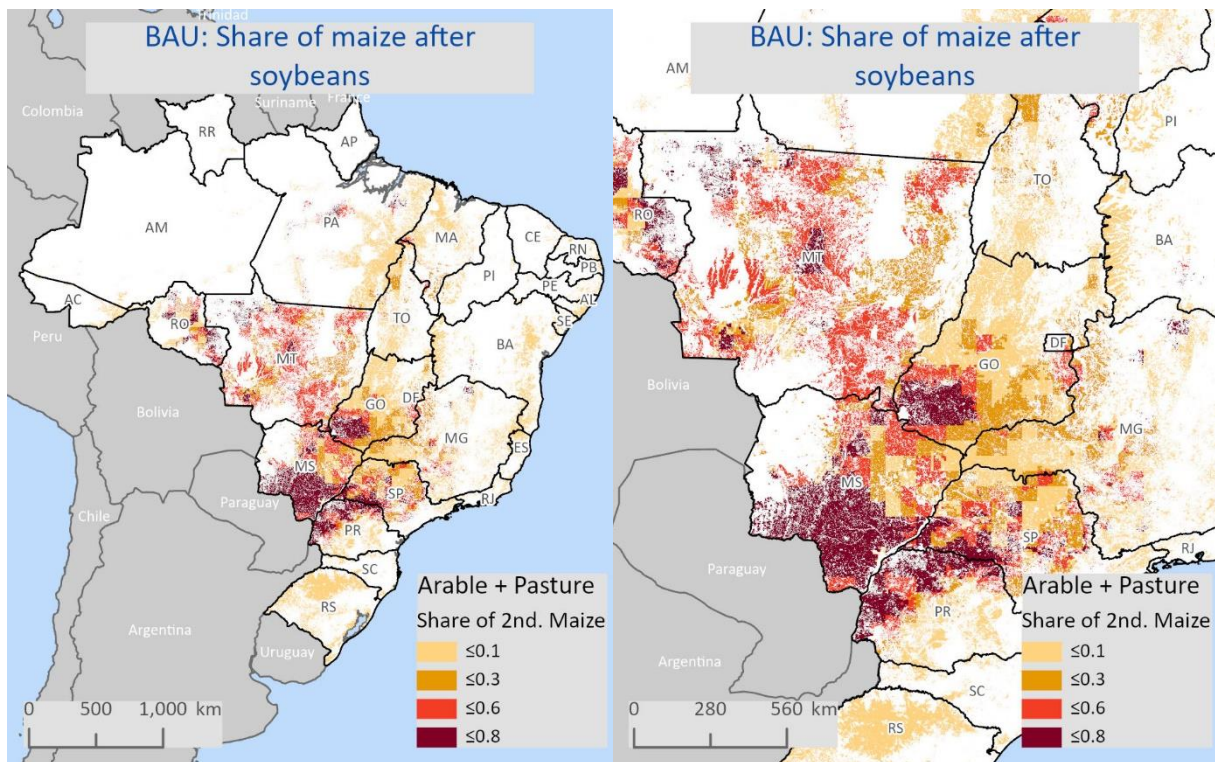 BAU: Share of maize after
soybeans
Trinidad
Colombia
Suriname
France
RR
AP
AM
PA
MA
CE
RN
PB
PE
AL
SE
PI
AC
RO
TO
BA
Peru
MT
Bolivia
GO
DF
MG
ES
MS
SP
RJ
Paraguay
Chile
PR
SC
RS
Argentina
Uruguay
Arable + Pasture
Share of 2nd. Maize
≤0.1
≤0.3
≤0.6
≤0.8
0 500 1,000 km
BAU: Share of maize after
soybeans
AM
PI
TO
RO
BA
MT
DF
GO
Bolivia
MG
MS
SP
Paraguay
RJ
PR
Argentina
SC
RS
Arable + Pasture
Share of 2nd. Maize
≤0.1
≤0.3
≤0.6
≤0.8
0 280 560 km